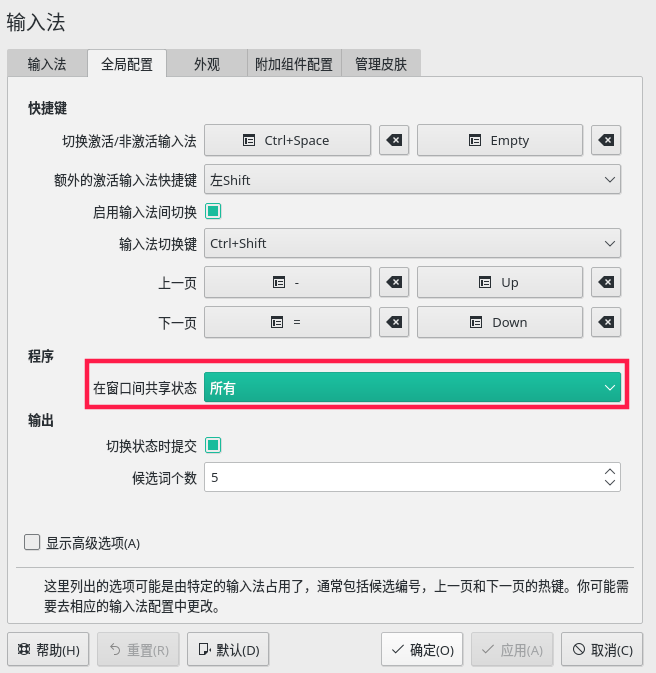 输入法
输入法 全局配置 外观 附加组件配置 管理皮肤
快捷键
切换激活/非激活输入法 Ctrl+Space Empty
额外的激活输入法快捷键 左Shift
启用输入法间切换
输入法切换键 Ctrl+Shift
上一页 - Up
下一页 = Down
程序
在窗口间共享状态 所有
输出
切换状态时提交
候选词个数 5
显示高级选项(A)
这里列出的选项可能是由特定的输入法占用了，通常包括候选编号，上一页和下一页的热键。你可能需
要去相应的输入法配置中更改。
帮助(H) 重置(R) 默认(D) 确定(O) 应用(A) 取消(C)